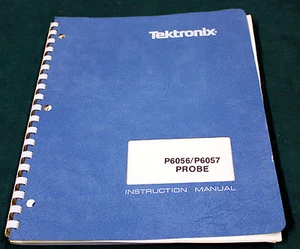 Tektronix
P6056/P6057
PROBE
INSTRUCTION MANUAL